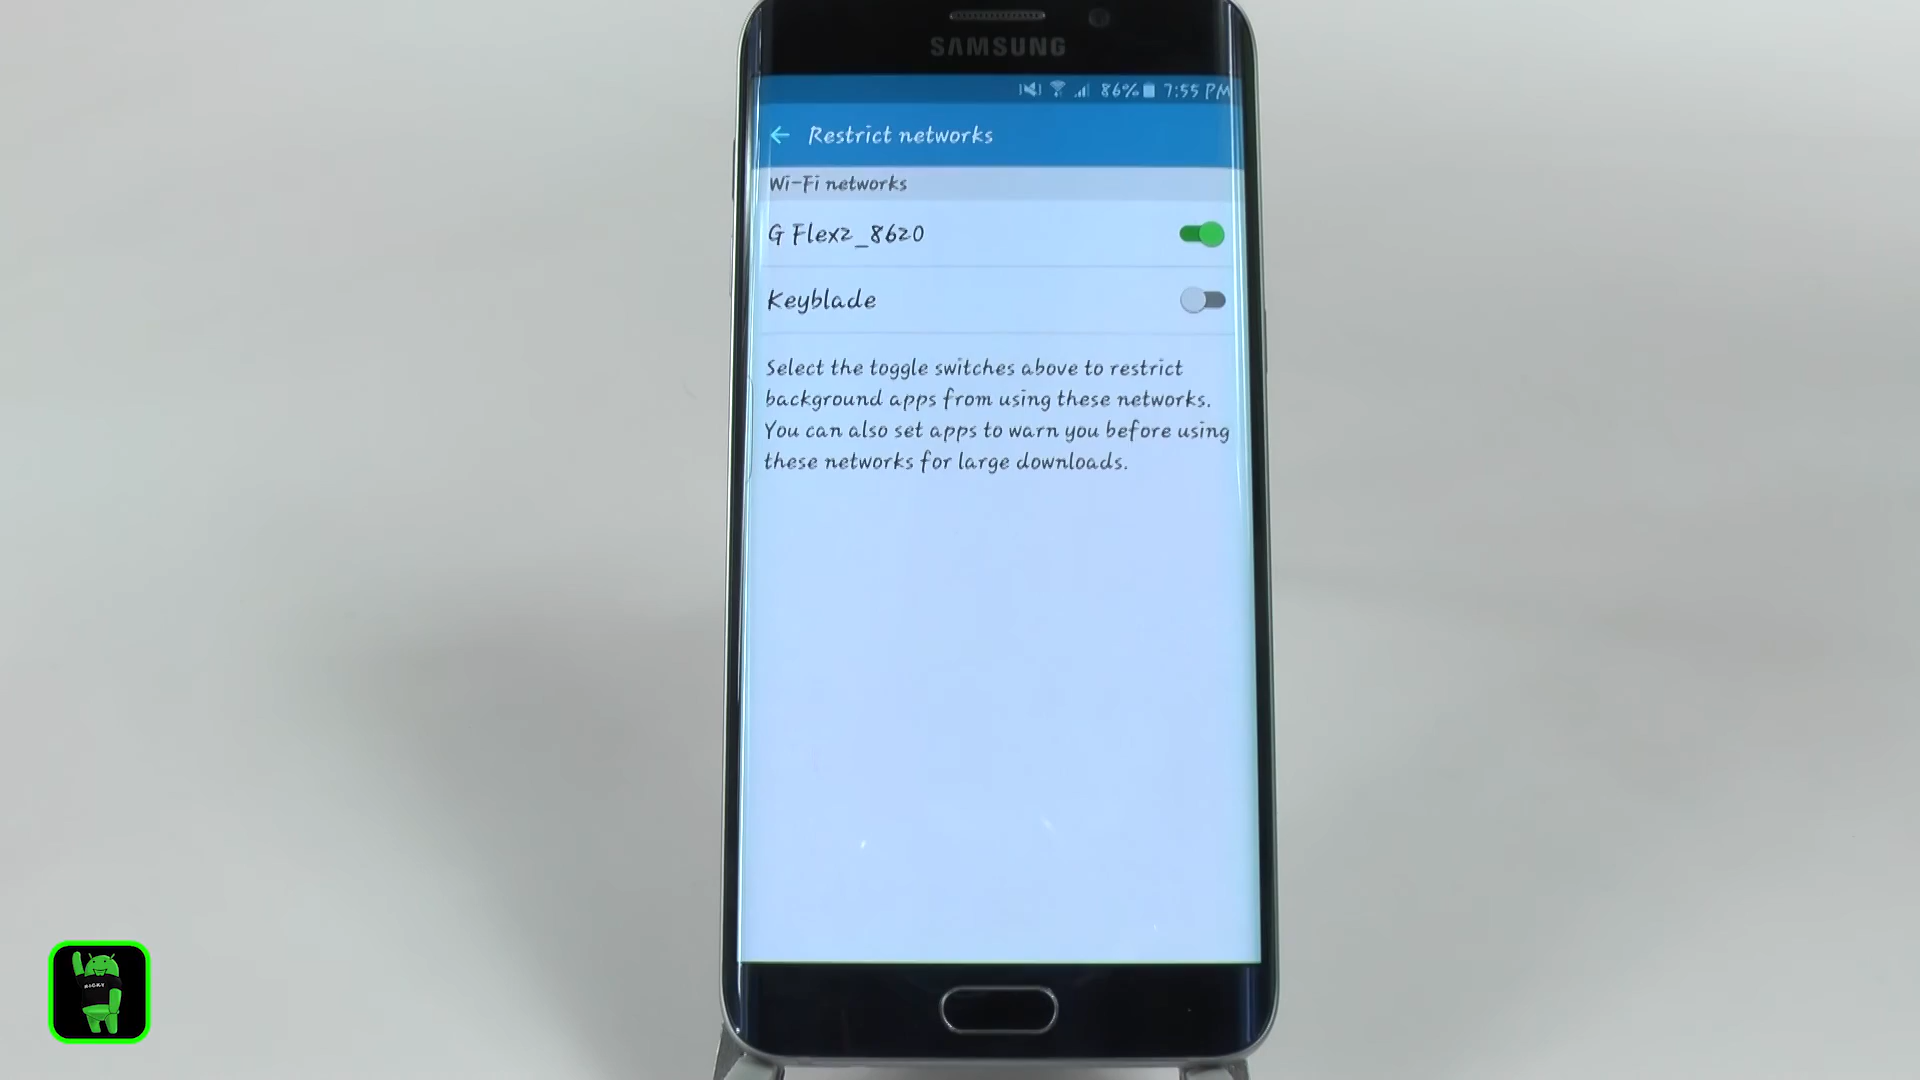 SAMSUNG
86% 7:55 PM
Restrict networks
Wi-Fi networks
G Flex2_8620
Keyblade
Select the toggle switches above to restrict
background apps from using these networks.
You can also set apps to warn you before using
these networks for large downloads.
RICKY